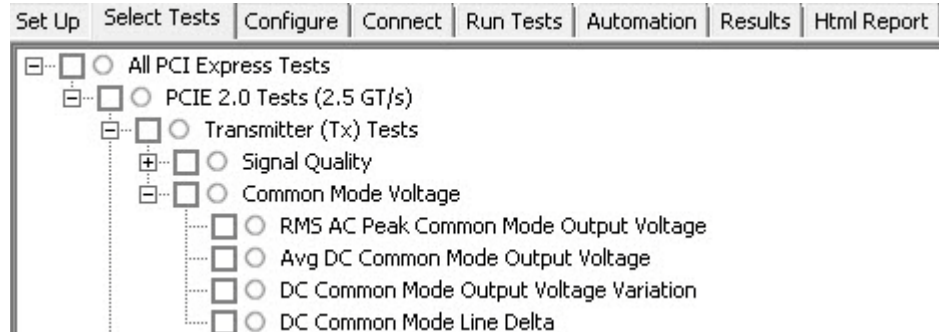 Set Up Select Tests Configure Connect Run Tests Automation Results Html Report
All PCI Express Tests
PCIE 2.0 Tests (2.5 GT/s)
Transmitter (Tx) Tests
Signal Quality
Common Mode Voltage
RMS AC Peak Common Mode Output Voltage
Avg DC Common Mode Output Voltage
DC Common Mode Output Voltage Variation
DC Common Mode Line Delta